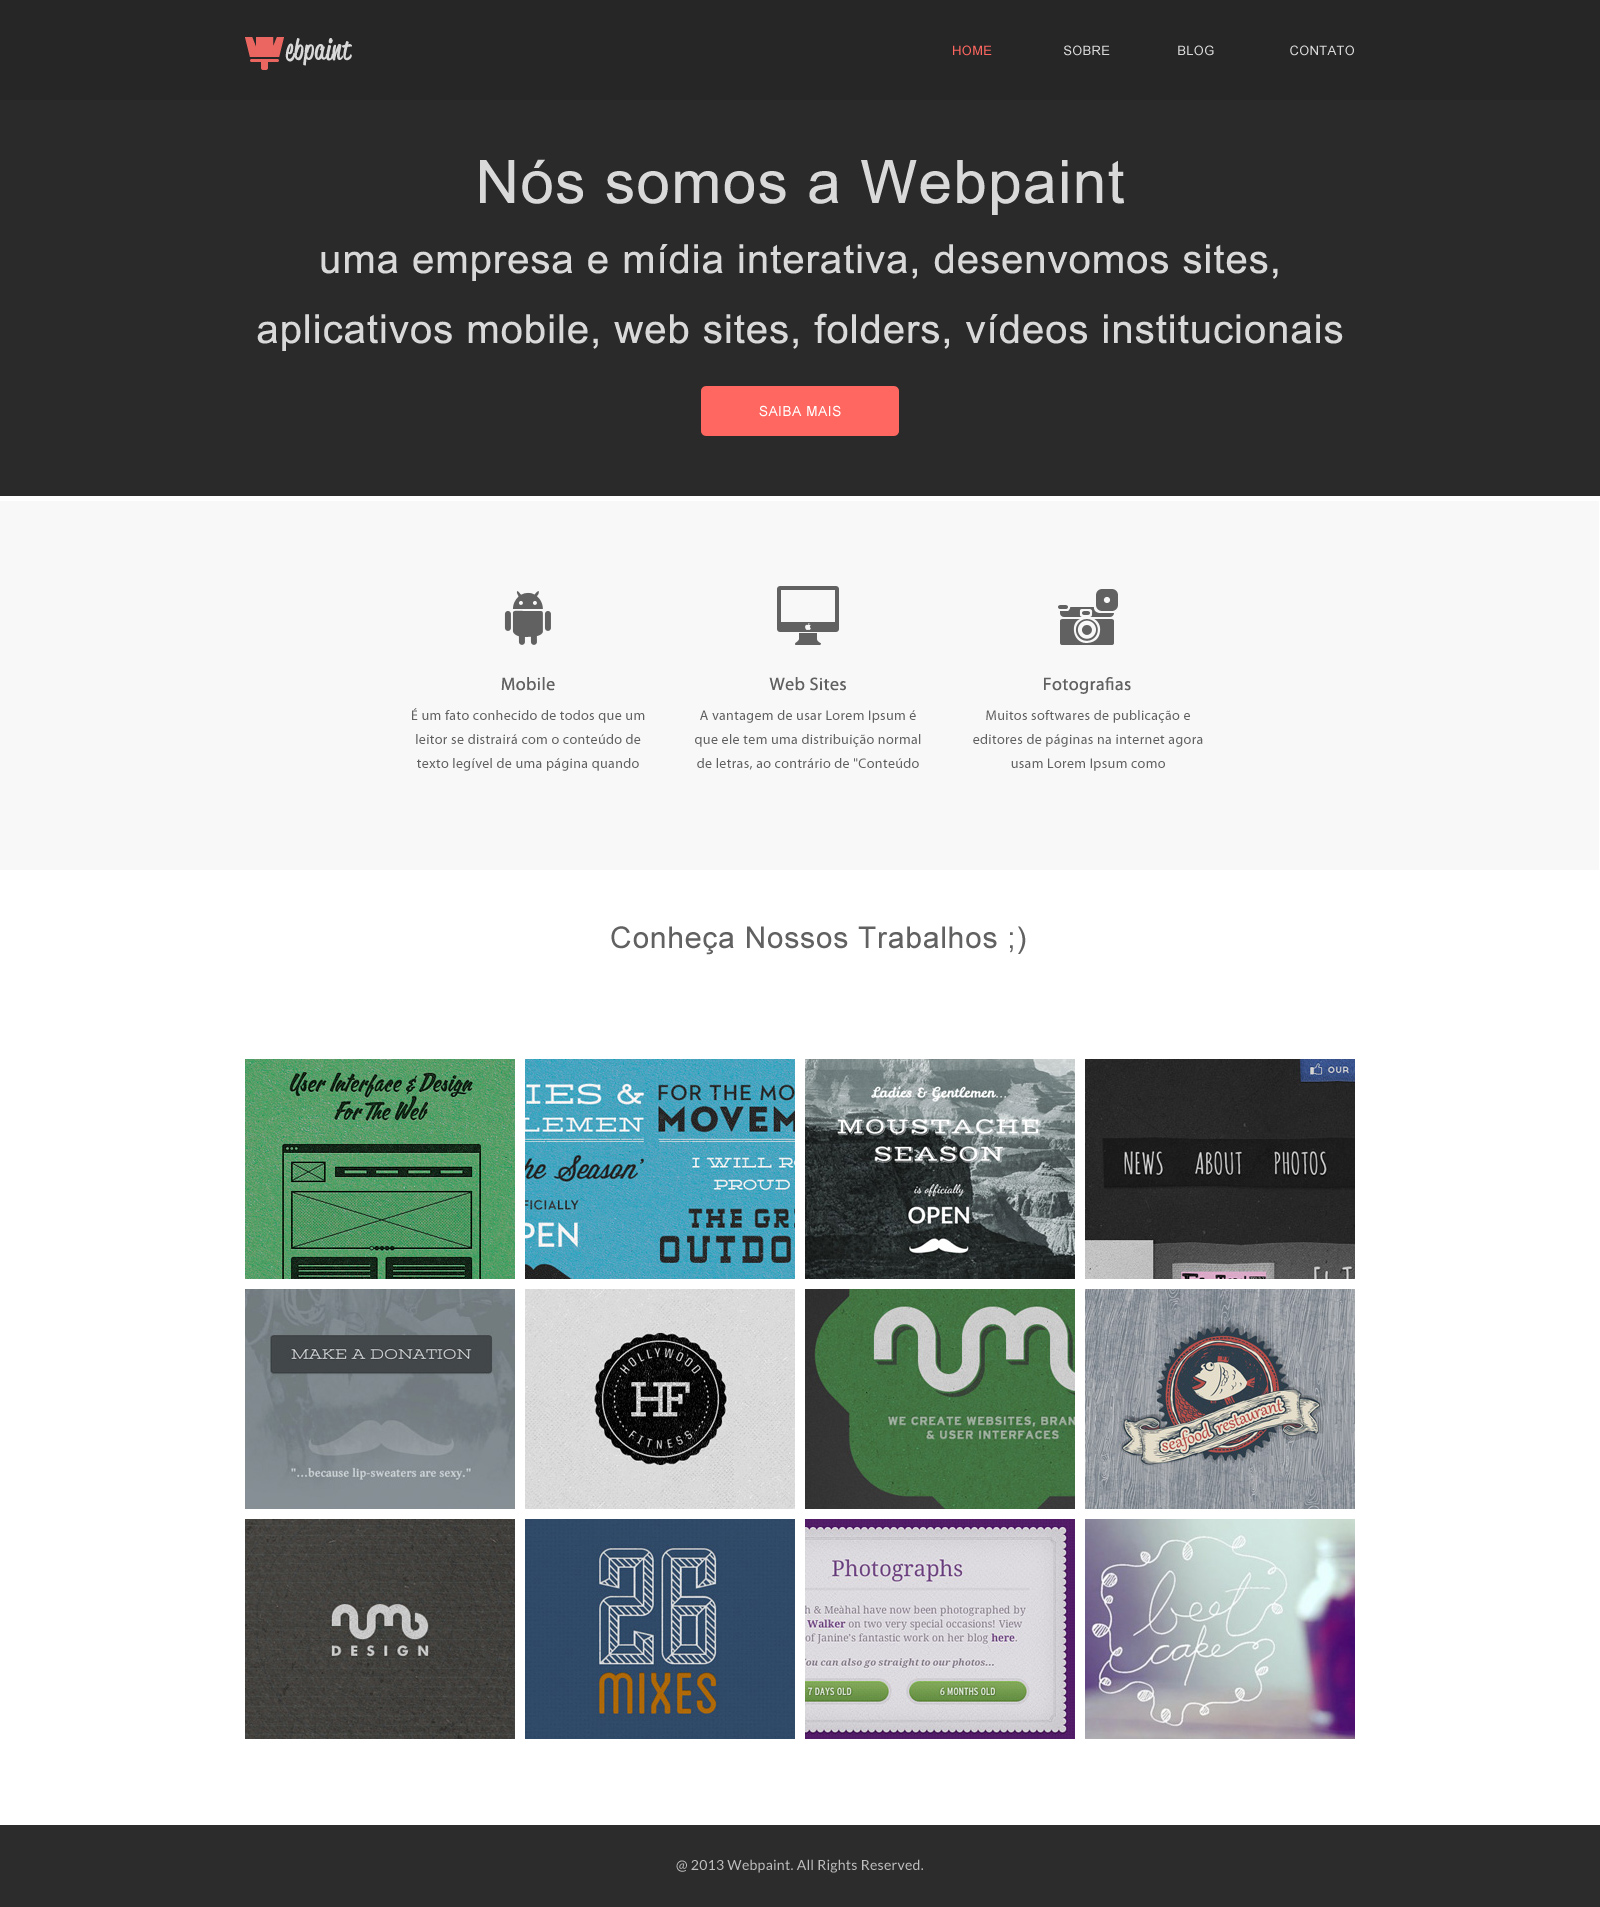 ebpaint
HOME SOBRE BLOG CONTATO
Nós somos a Webpaint
uma empresa e mídia interativa, desenvomos sites,
aplicativos mobile, web sites, folders, vídeos institucionais
SAIBA MAIS
Mobile
É um fato conhecido de todos que um
leitor se distrairá com o conteúdo de
texto legível de uma página quando
Web Sites
A vantagem de usar Lorem Ipsum é
que ele tem uma distribuição normal
de letras, ao contrário de "Conteúdo
Fotografias
Muitos softwares de publicação e
editores de páginas na internet agora
usam Lorem Ipsum como
Conheça Nossos Trabalhos ;)
User Interface & Design
For The Web
IES &
LEMEN
he Season'
FICIALLY
PEN
FOR THE MO
MOVEM
I WILL R
PROUD
THE GR
OUTDO
Ladies & Gentlemen...
MOUSTACHE
SEASON
is officially
OPEN
OUR
NEWS ABOUT PHOTOS
MAKE A DONATION
"...because lip-sweaters are sexy."
HOLLYWOOD
HF
FITNESS
WE CREATE WEBSITES, BRAN
& USER INTERFACES
seafood restaurant
DESIGN
26
MIXES
Photographs
h & Meàhal have now been photographed by
Walker on two very special occasions! View
of Janine's fantastic work on her blog here.
ou can also go straight to our photos...
7 DAYS OLD
6 MONTHS OLD
beet
cake
@ 2013 Webpaint. All Rights Reserved.